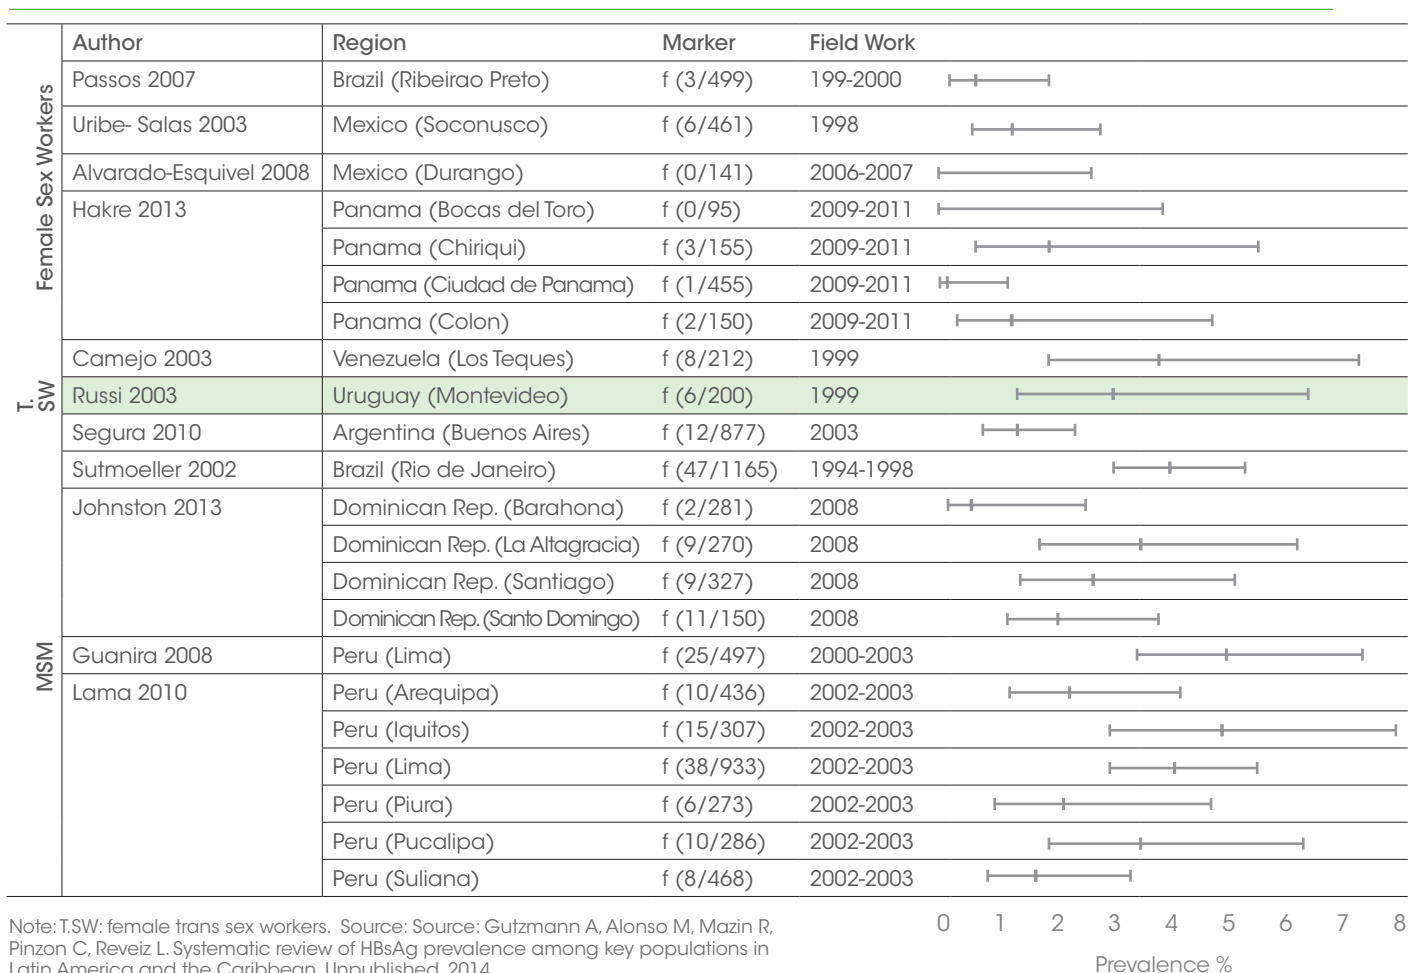 Author Region Marker Field Work
Female Sex Workers
Passos 2007 Brazil (Ribeirao Preto) f (3/499) 199-2000
Uribe- Salas 2003 Mexico (Soconusco) f (6/461) 1998
Alvarado-Esquivel 2008 Mexico (Durango) f (0/141) 2006-2007
Hakre 2013 Panama (Bocas del Toro) f (0/95) 2009-2011
Panama (Chiriqui) f (3/155) 2009-2011
Panama (Ciudad de Panama) f (1/455) 2009-2011
Panama (Colon) f (2/150) 2009-2011
Camejo 2003 Venezuela (Los Teques) f (8/212) 1999
T.
SW
Russi 2003 Uruguay (Montevideo) f (6/200) 1999
Segura 2010 Argentina (Buenos Aires) f (12/877) 2003
Sutmoeller 2002 Brazil (Rio de Janeiro) f (47/1165) 1994-1998
Johnston 2013 Dominican Rep. (Barahona) f (2/281) 2008
Dominican Rep. (La Altagracia) f (9/270) 2008
Dominican Rep. (Santiago) f (9/327) 2008
Dominican Rep. (Santo Domingo) f (11/150) 2008
MSM
Guanira 2008 Peru (Lima) f (25/497) 2000-2003
Lama 2010 Peru (Arequipa) f (10/436) 2002-2003
Peru (Iquitos) f (15/307) 2002-2003
Peru (Lima) f (38/933) 2002-2003
Peru (Piura) f (6/273) 2002-2003
Peru (Pucalipa) f (10/286) 2002-2003
Peru (Suliana) f (8/468) 2002-2003
0 1 2 3 4 5 6 7 8
Prevalence %
Note: T.SW: female trans sex workers. Source: Source: Gutzmann A, Alonso M, Mazin R,
Pinzon C, Reveiz L. Systematic review of HBsAg prevalence among key populations in
Latin America and the Caribbean. Unpublished, 2014